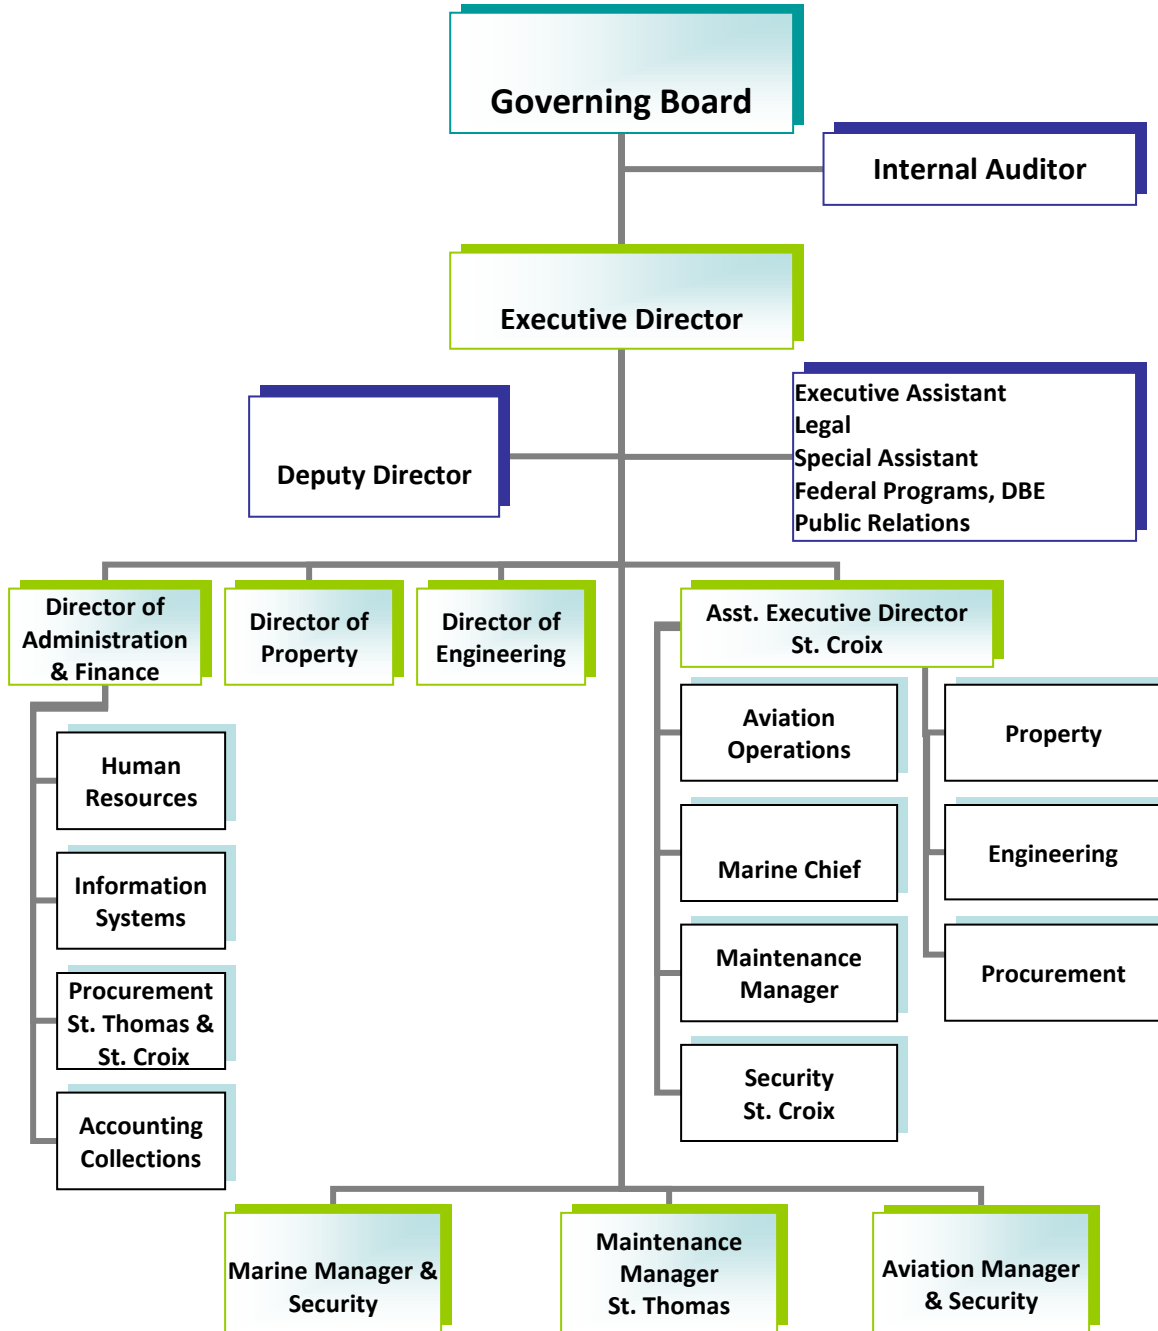 Governing Board
Internal Auditor
Executive Director
Deputy Director
Executive Assistant
Legal
Special Assistant
Federal Programs, DBE
Public Relations
Director of
Administration
& Finance
Director of
Property
Director of
Engineering
Asst. Executive Director
St. Croix
Human
Resources
Information
Systems
Procurement
St. Thomas &
St. Croix
Accounting
Collections
Aviation
Operations
Marine Chief
Maintenance
Manager
Security
St. Croix
Property
Engineering
Procurement
Marine Manager &
Security
Maintenance
Manager
St. Thomas
Aviation Manager
& Security